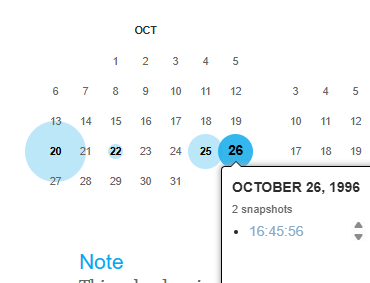 OCT
1 2 3 4 5
6 7 8 9 10 11 12 3 4 5
13 14 15 16 17 18 19 10 11 12
20 21 22 23 24 25 26 17 18 19
27 28 29 30 31
OCTOBER 26, 1996
2 snapshots
• 16:45:56
Note